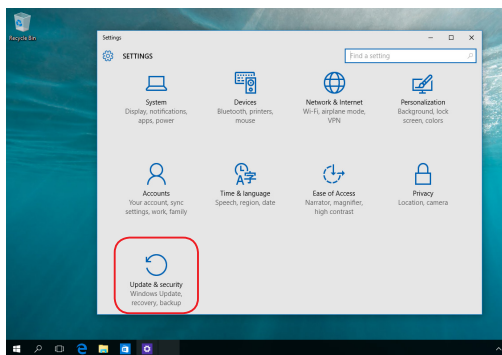 Recycle Bin
Settings
SETTINGS
Find a setting
System
Display, notifications,
apps, power
Devices
Bluetooth, printers,
mouse
Network & Internet
Wi-Fi, airplane mode,
VPN
Personalization
Background, lock
screen, colors
Accounts
Your account, sync
settings, work, family
Time & language
Speech, region, date
Ease of Access
Narrator, magnifier,
high contrast
Privacy
Location, camera
Update & security
Windows Update,
recovery, backup